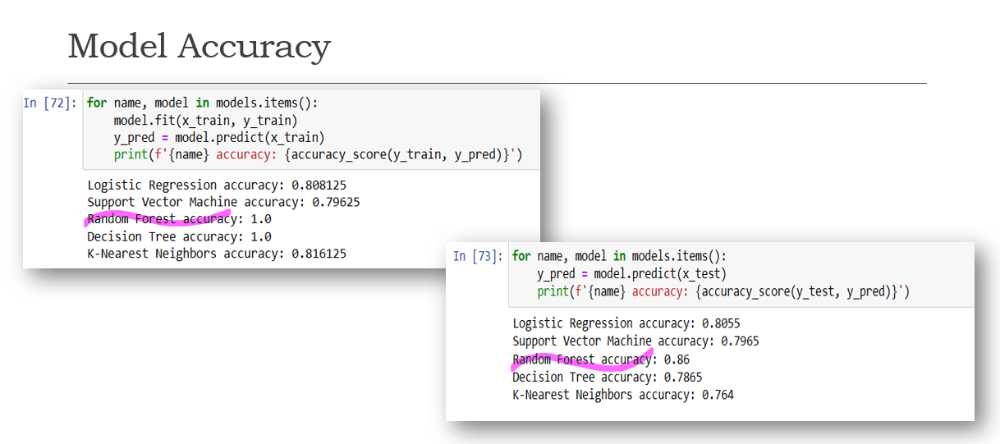 Model Accuracy
In [72]: for name, model in models.items():
    model.fit(x_train, y_train)
    y_pred = model.predict(x_train)
    print(f'{name} accuracy: {accuracy_score(y_train, y_pred)}')
Logistic Regression accuracy: 0.808125
Support Vector Machine accuracy: 0.79625
Random Forest accuracy: 1.0
Decision Tree accuracy: 1.0
K-Nearest Neighbors accuracy: 0.816125
In [73]: for name, model in models.items():
    y_pred = model.predict(x_test)
    print(f'{name} accuracy: {accuracy_score(y_test, y_pred)}')
Logistic Regression accuracy: 0.8055
Support Vector Machine accuracy: 0.7965
Random Forest accuracy: 0.86
Decision Tree accuracy: 0.7865
K-Nearest Neighbors accuracy: 0.764